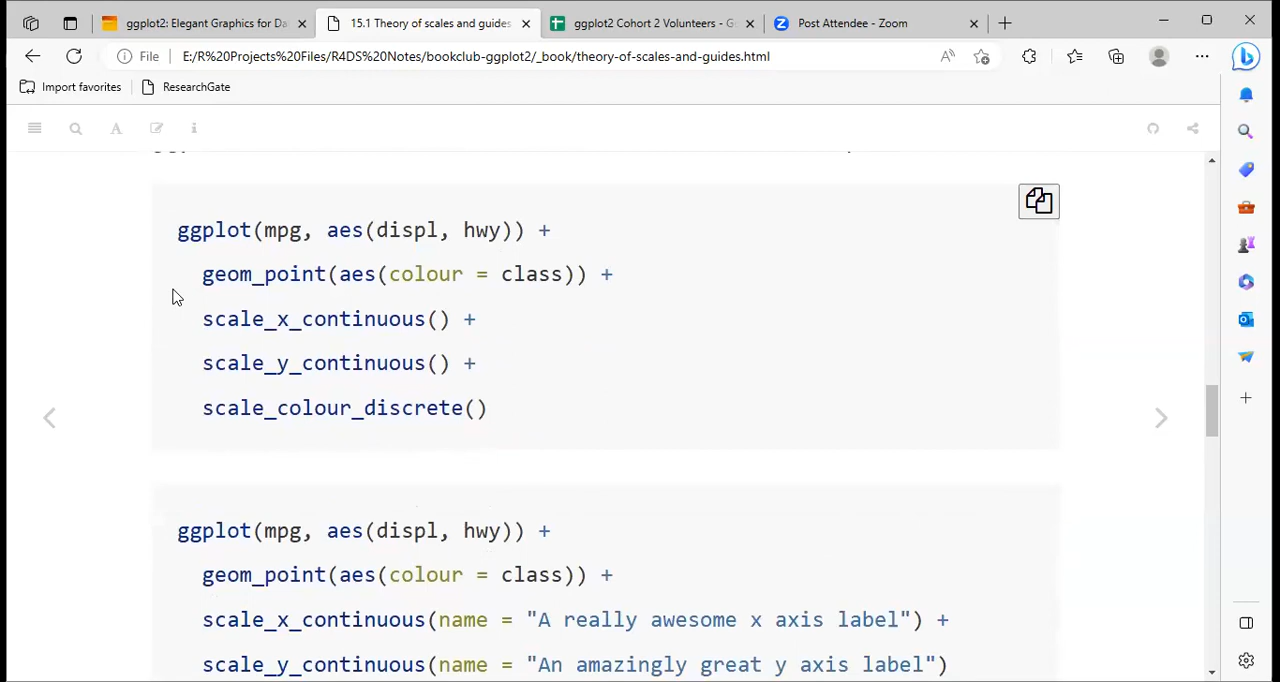 ggplot2: Elegant Graphics for Da
15.1 Theory of scales and guides
ggplot2 Cohort 2 Volunteers - G
Post Attendee - Zoom
File
E:/R%20Projects%20Files/R4DS%20Notes/bookclub-ggplot2/_book/theory-of-scales-and-guides.html
Import favorites
ResearchGate
ggplot(mpg, aes(displ, hwy)) +
geom_point(aes(colour = class)) +
scale_x_continuous() +
scale_y_continuous() +
scale_colour_discrete()
ggplot(mpg, aes(displ, hwy)) +
geom_point(aes(colour = class)) +
scale_x_continuous(name = "A really awesome x axis label") +
scale_y_continuous(name = "An amazingly great y axis label")